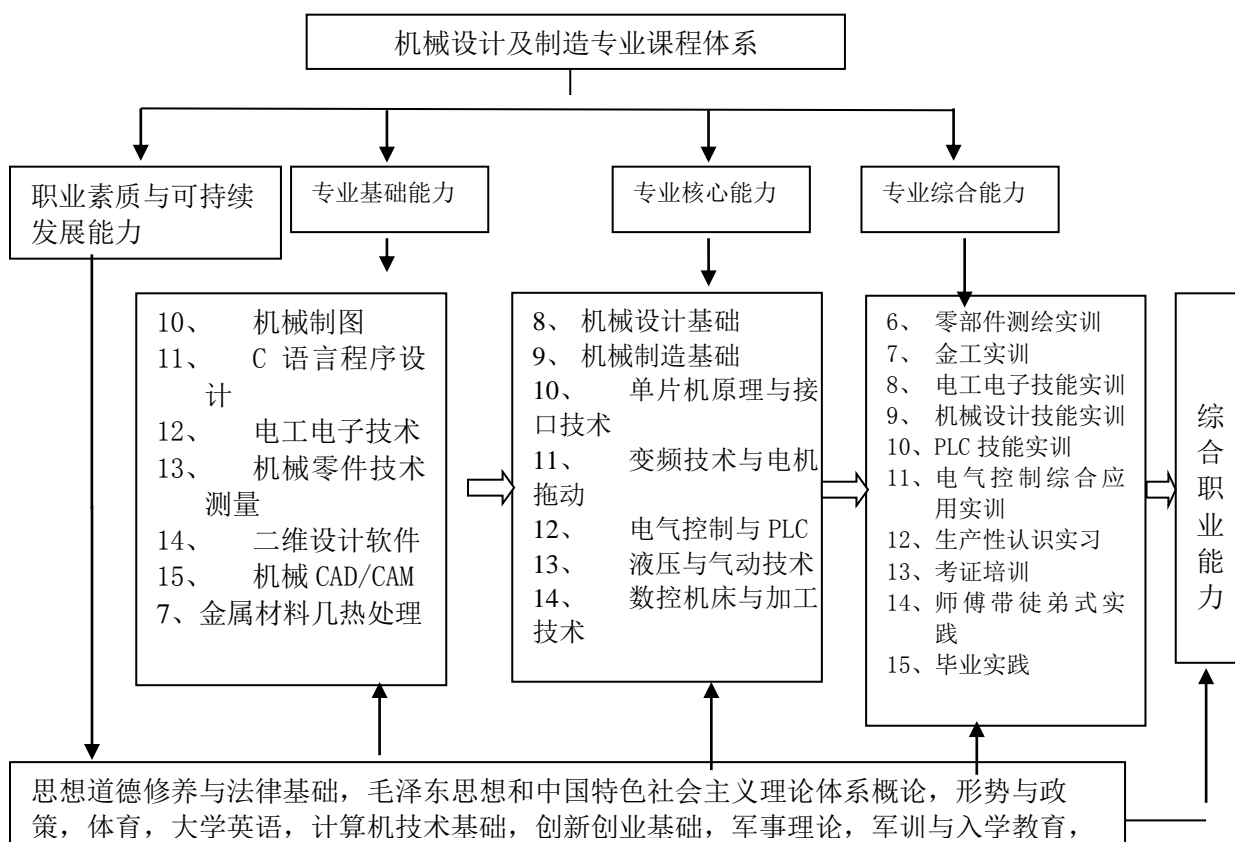 机械设计及制造专业课程体系
职业素质与可持续
发展能力
专业基础能力
专业核心能力
专业综合能力
10、 机械制图
11、 C 语言程序设
计
12、 电工电子技术
13、 机械零件技术
测量
14、 二维设计软件
15、 机械 CAD/CAM
7、金属材料几热处理
8、 机械设计基础
9、 机械制造基础
10、 单片机原理与接
口技术
11、 变频技术与电机
拖动
12、 电气控制与 PLC
13、 液压与气动技术
14、 数控机床与加工
技术
6、 零部件测绘实训
7、 金工实训
8、 电工电子技能实训
9、 机械设计技能实训
10、PLC 技能实训
11、电气控制综合应
用实训
12、生产性认识实习
13、考证培训
14、师傅带徒弟式实
践
15、毕业实践
综
合
职
业
能
力
思想道德修养与法律基础，毛泽东思想和中国特色社会主义理论体系概论，形势与政
策，体育，大学英语，计算机技术基础，创新创业基础，军事理论，军训与入学教育，